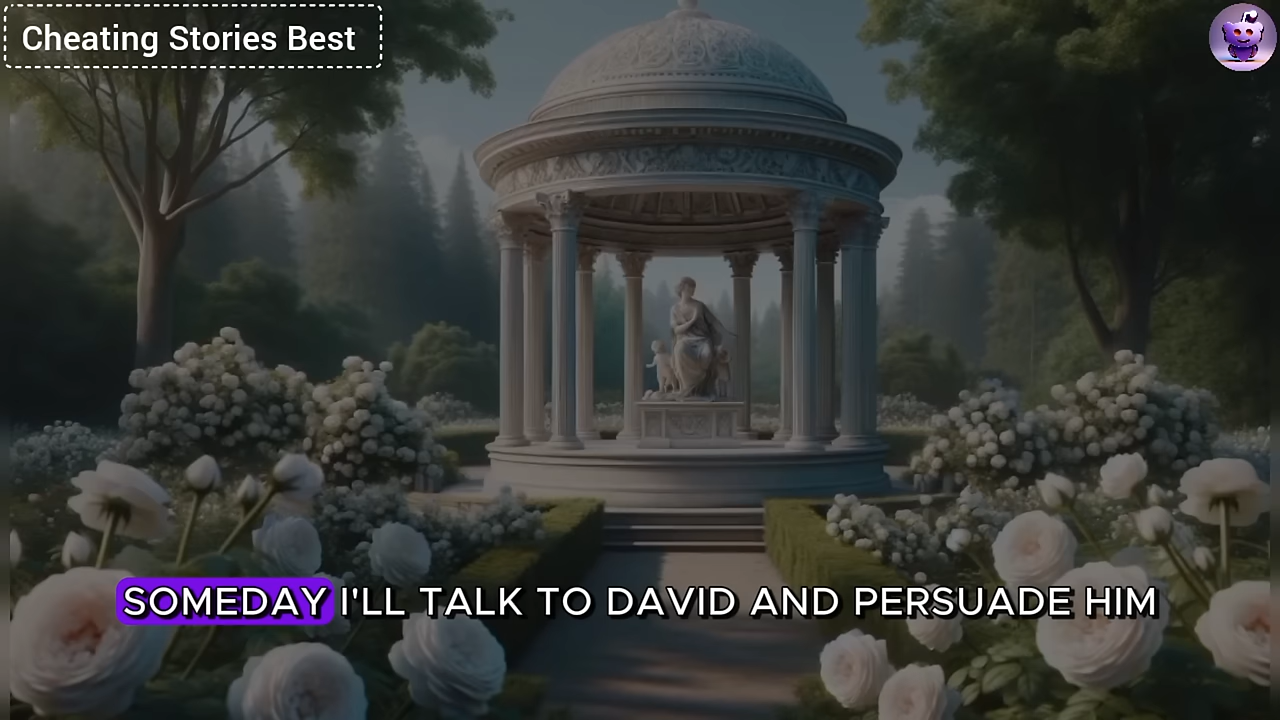 Cheating Stories Best
SOMEDAY I'LL TALK TO DAVID AND PERSUADE HIM